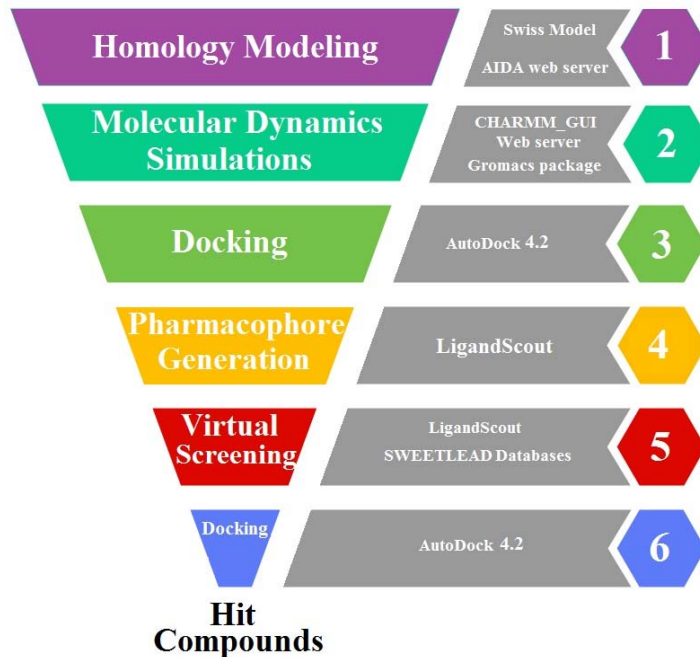 Homology Modeling
Swiss Model
AIDA web server
1
Molecular Dynamics
Simulations
CHARMM_GUI
Web server
Gromacs package
2
Docking
AutoDock 4.2
3
Pharmacophore
Generation
LigandScout
4
Virtual
Screening
LigandScout
SWEETLEAD Databases
5
Docking
AutoDock 4.2
6
Hit
Compounds